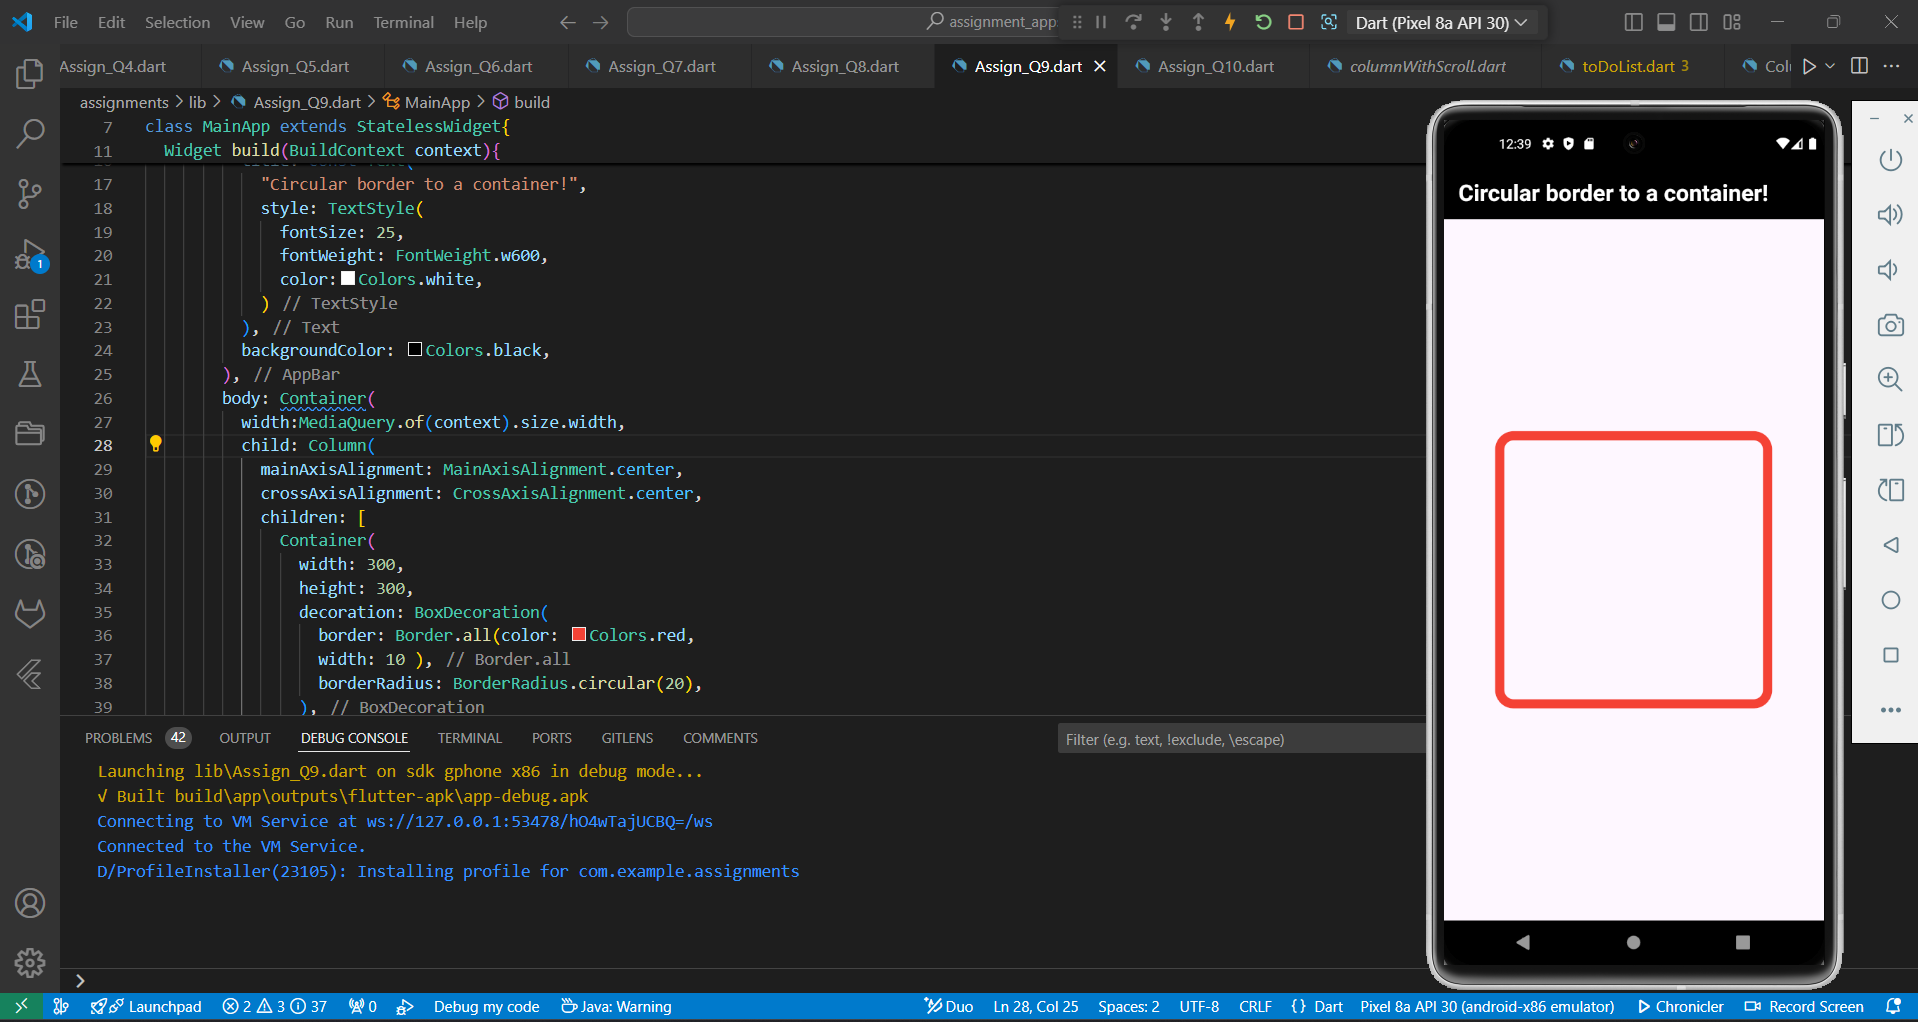 File Edit Selection View Go Run Terminal Help
assignment_app
Dart (Pixel 8a API 30)
Assign_Q4.dart Assign_Q5.dart Assign_Q6.dart Assign_Q7.dart Assign_Q8.dart Assign_Q9.dart Assign_Q10.dart columnWithScroll.dart toDoList.dart 3 Col
assignments > lib > Assign_Q9.dart > MainApp > build
7 class MainApp extends StatelessWidget{
11 Widget build(BuildContext context){
17 "Circular border to a container!",
18 style: TextStyle(
19 fontSize: 25,
20 fontWeight: FontWeight.w600,
21 color: Colors.white,
22 ) // TextStyle
23 ), // Text
24 backgroundColor: Colors.black,
25 ), // AppBar
26 body: Container(
27 width:MediaQuery.of(context).size.width,
28 child: Column(
29 mainAxisAlignment: MainAxisAlignment.center,
30 crossAxisAlignment: CrossAxisAlignment.center,
31 children: [
32 Container(
33 width: 300,
34 height: 300,
35 decoration: BoxDecoration(
36 border: Border.all(color: Colors.red,
37 width: 10 ), // Border.all
38 borderRadius: BorderRadius.circular(20),
39 ), // BoxDecoration
PROBLEMS 42 OUTPUT DEBUG CONSOLE TERMINAL PORTS GITLENS COMMENTS
Filter (e.g. text, !exclude, \escape)
Launching lib\Assign_Q9.dart on sdk gphone x86 in debug mode...
√ Built build\app\outputs\flutter-apk\app-debug.apk
Connecting to VM Service at ws://127.0.0.1:53478/hO4wTajUCBQ=/ws
Connected to the VM Service.
D/ProfileInstaller(23105): Installing profile for com.example.assignments
12:39
Circular border to a container!
1
Launchpad 2 3 37 0 Debug my code Java: Warning Duo Ln 28, Col 25 Spaces: 2 UTF-8 CRLF {} Dart Pixel 8a API 30 (android-x86 emulator) Chronicler Record Screen